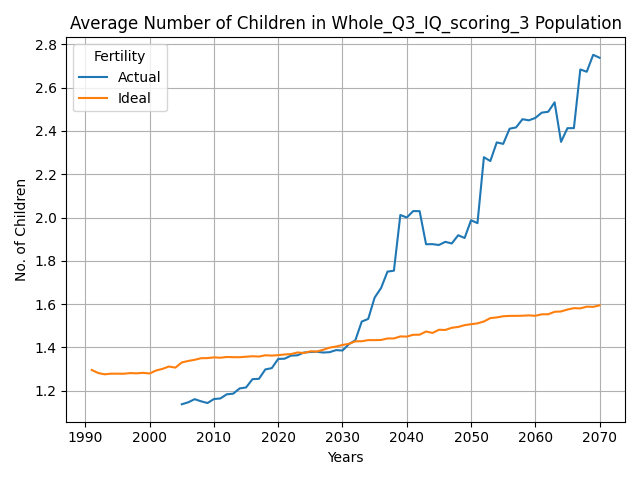 Average Number of Children in Whole_Q3_IQ_scoring_3 Population
Fertility
Actual
Ideal
2.8
2.6
2.4
2.2
2.0
1.8
1.6
1.4
1.2
No. of Children
1990 2000 2010 2020 2030 2040 2050 2060 2070
Years